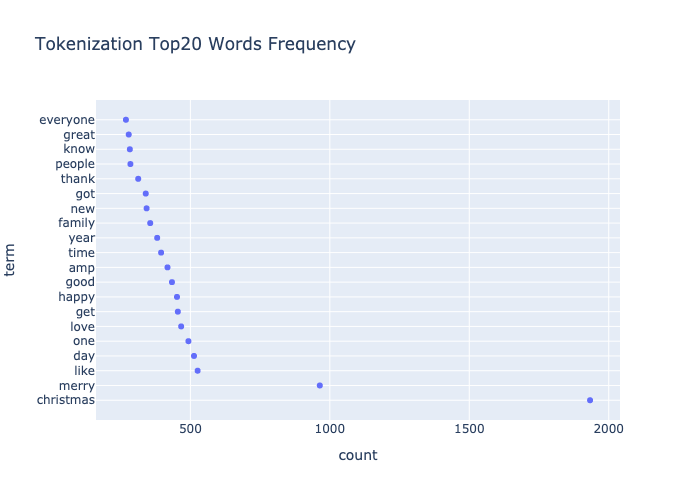 Tokenization Top20 Words Frequency
everyone
great
know
people
thank
got
new
family
year
time
amp
good
happy
get
love
one
day
like
merry
christmas
term
500 1000 1500 2000
count